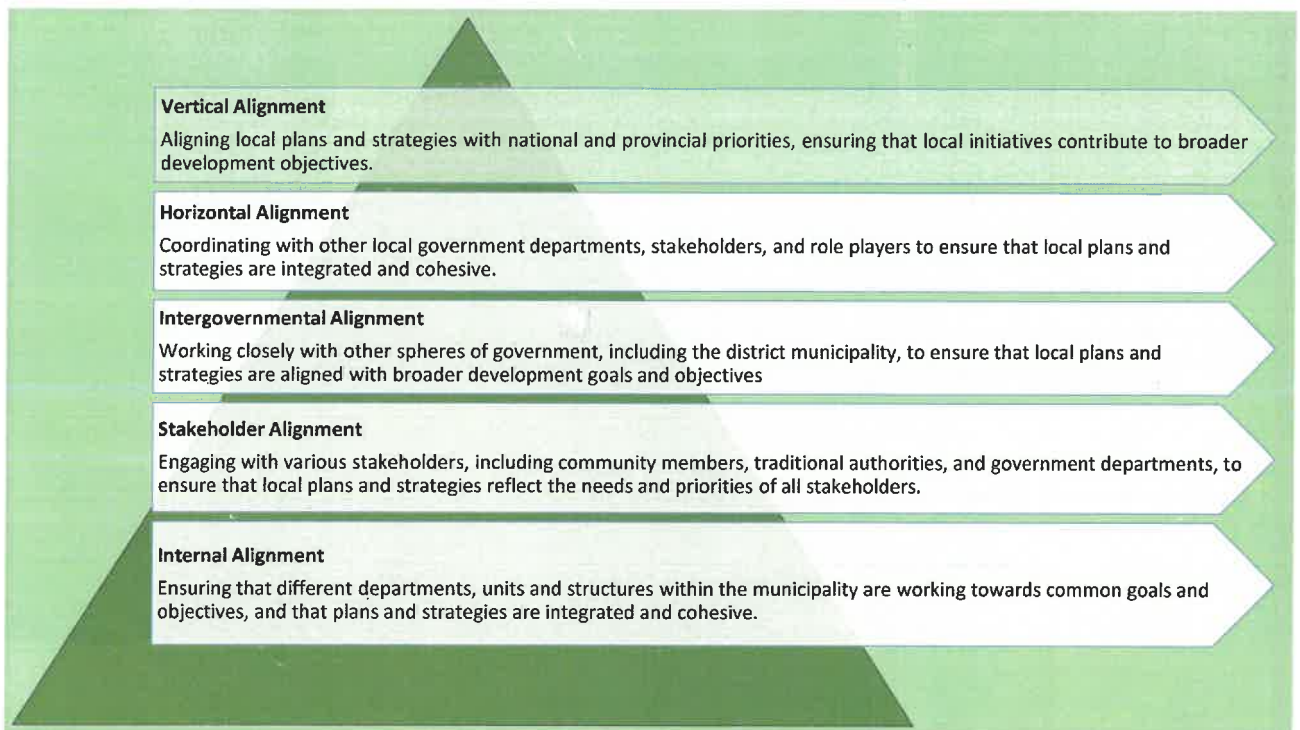 Vertical Alignment
Aligning local plans and strategies with national and provincial priorities, ensuring that local initiatives contribute to broader
development objectives.
Horizontal Alignment
Coordinating with other local government departments, stakeholders, and role players to ensure that local plans and
strategies are integrated and cohesive.
Intergovernmental Alignment
Working closely with other spheres of government, including the district municipality, to ensure that local plans and
strategies are aligned with broader development goals and objectives
Stakeholder Alignment
Engaging with various stakeholders, including community members, traditional authorities, and government departments, to
ensure that local plans and strategies reflect the needs and priorities of all stakeholders.
Internal Alignment
Ensuring that different departments, units and structures within the municipality are working towards common goals and
objectives, and that plans and strategies are integrated and cohesive.